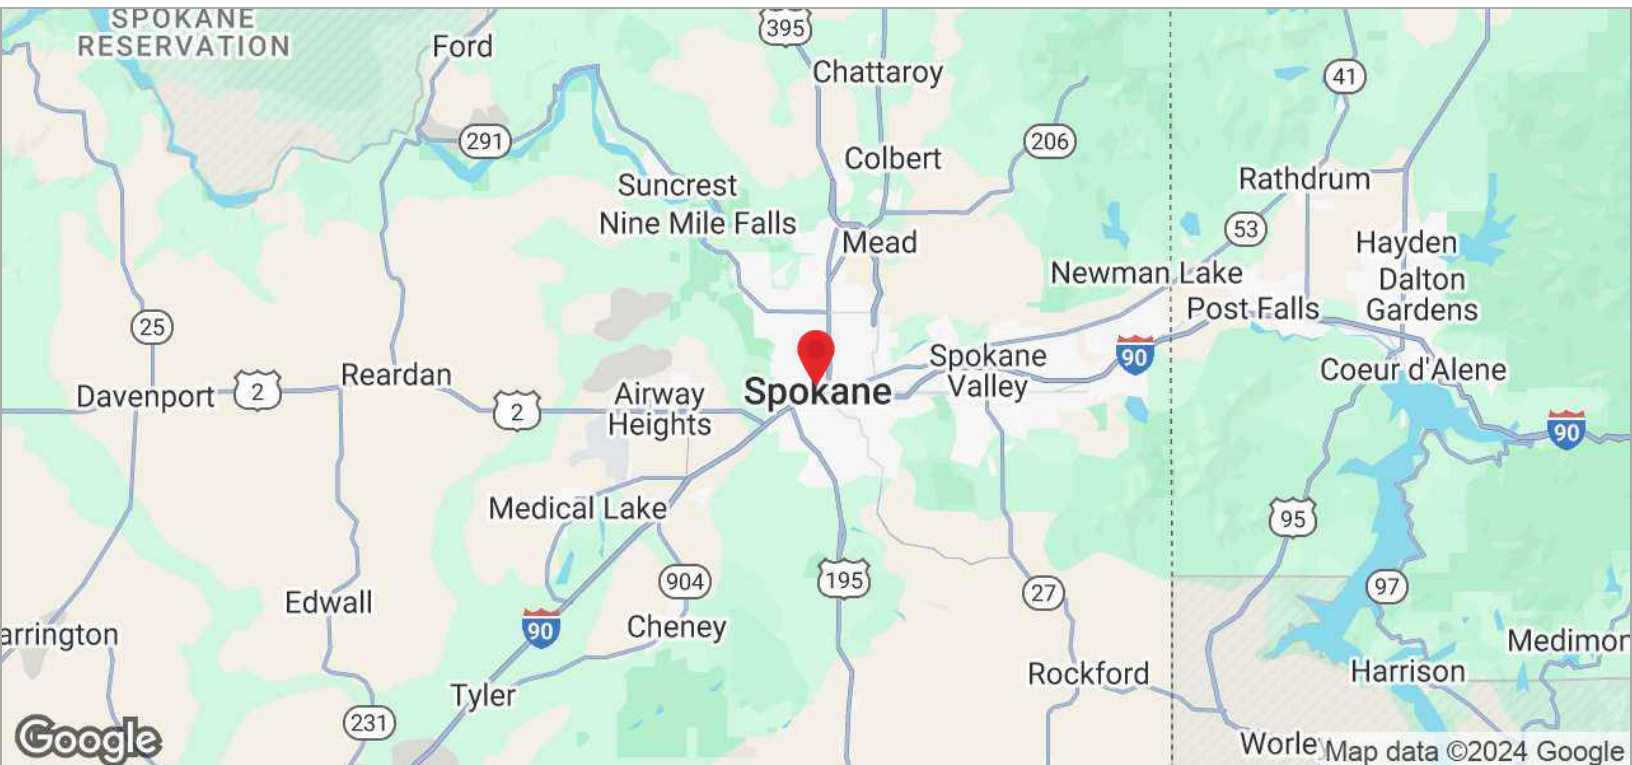 SPOKANE
RESERVATION
Ford
395
Chattaroy
41
291
206
Colbert
Suncrest
Rathdrum
Nine Mile Falls
53
Mead
Hayden
Newman Lake
Dalton
Gardens
Post Falls
25
90
Spokane
Valley
Reardan
Coeur d'Alene
Davenport
2
Airway
Heights
Spokane
2
90
Medical Lake
95
904
195
97
27
Edwall
90
Cheney
arrington
Medimon
Rockford
Harrison
Tyler
231
Google
Worley
Map data ©2024 Google